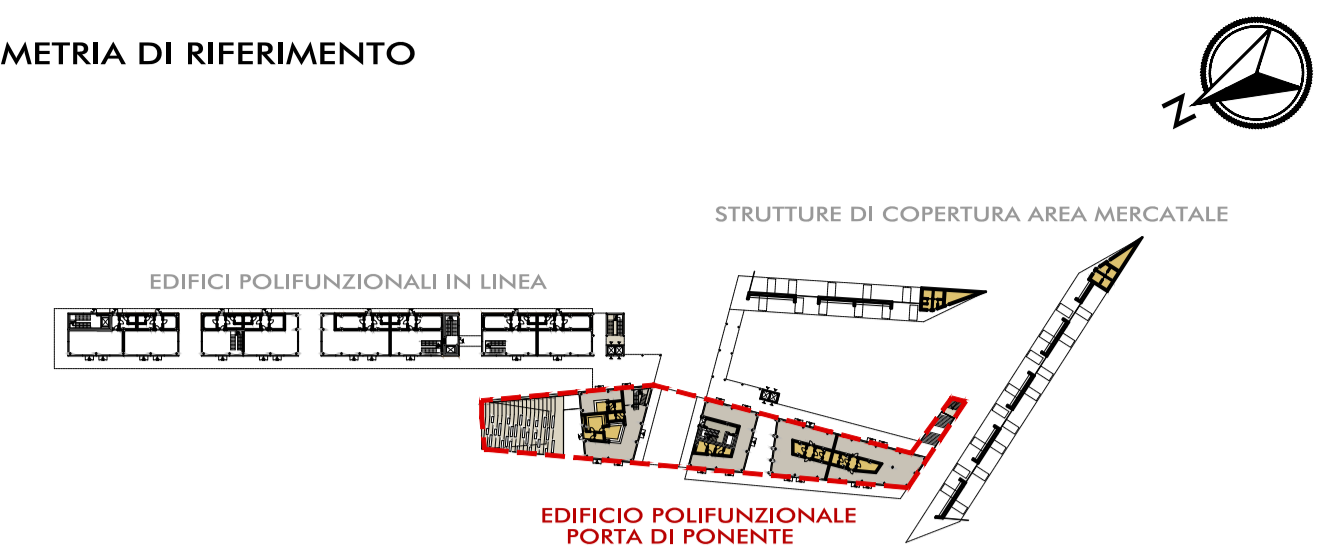 METRIA DI RIFERIMENTO
N
STRUTTURE DI COPERTURA AREA MERCATALE
EDIFICI POLIFUNZIONALI IN LINEA
EDIFICIO POLIFUNZIONALE
PORTA DI PONENTE